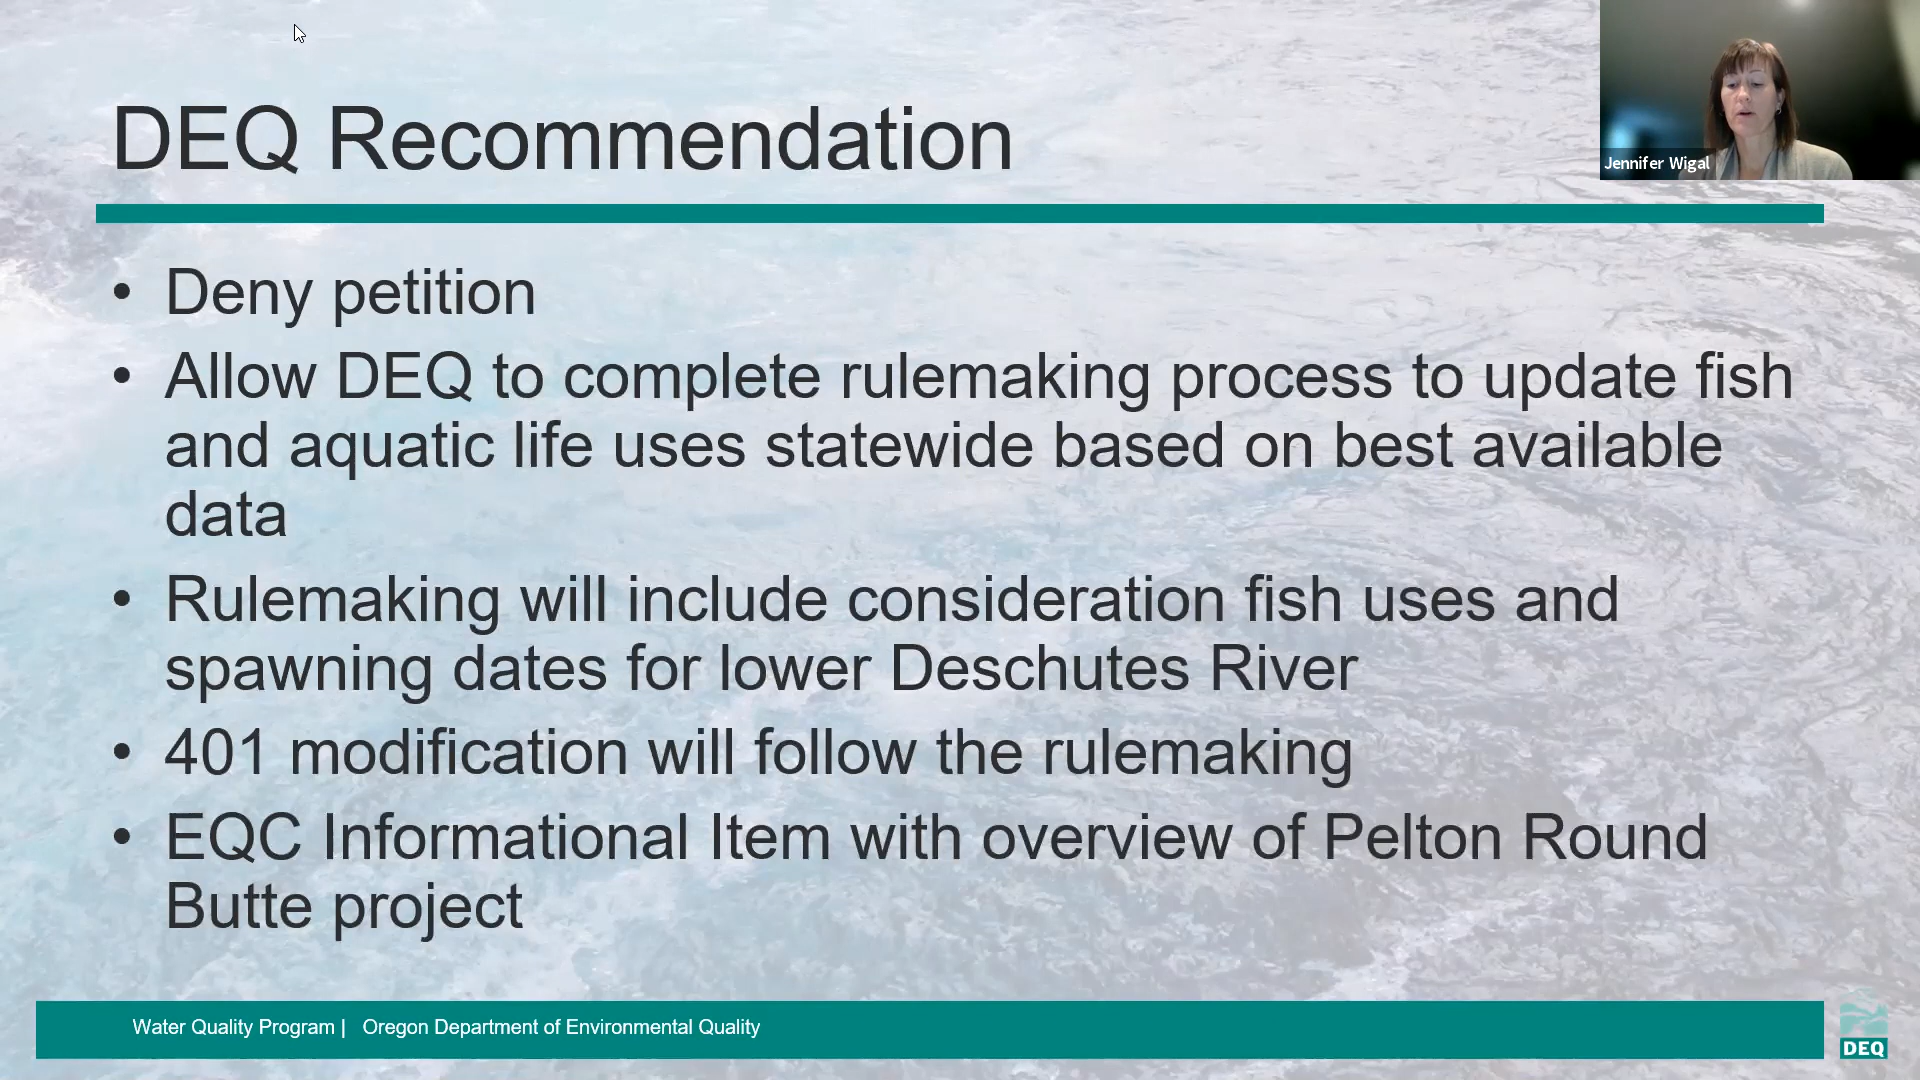 DEQ Recommendation
Jennifer Wigal
• Deny petition
• Allow DEQ to complete rulemaking process to update fish
and aquatic life uses statewide based on best available
data
• Rulemaking will include consideration fish uses and
spawning dates for lower Deschutes River
• 401 modification will follow the rulemaking
• EQC Informational Item with overview of Pelton Round
Butte project
Water Quality Program | Oregon Department of Environmental Quality
DEQ